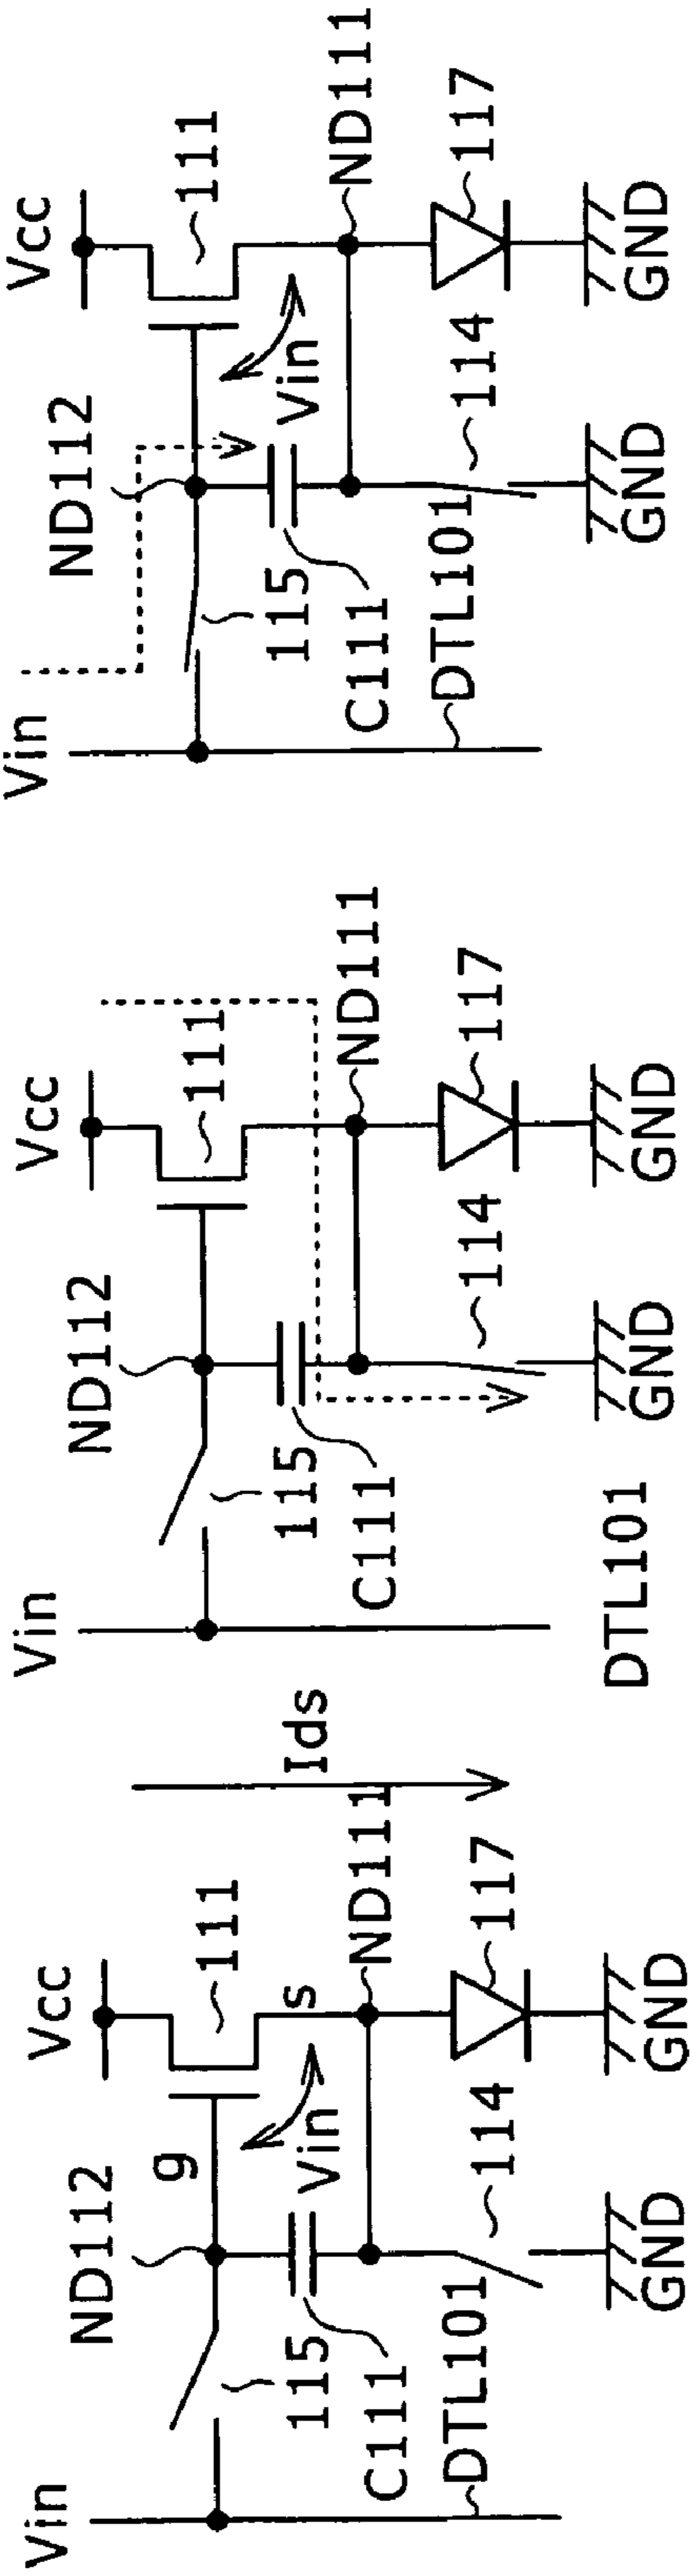 Vin
ND112
Vcc
g
111
115
Vin
s
C111
ND111
DTL101
114
117
GND
GND
Ids
Vin
ND112
Vcc
111
115
C111
ND111
114
117
DTL101
GND
GND
Vin
ND112
Vcc
111
115
Vin
C111
ND111
DTL101
114
117
GND
GND